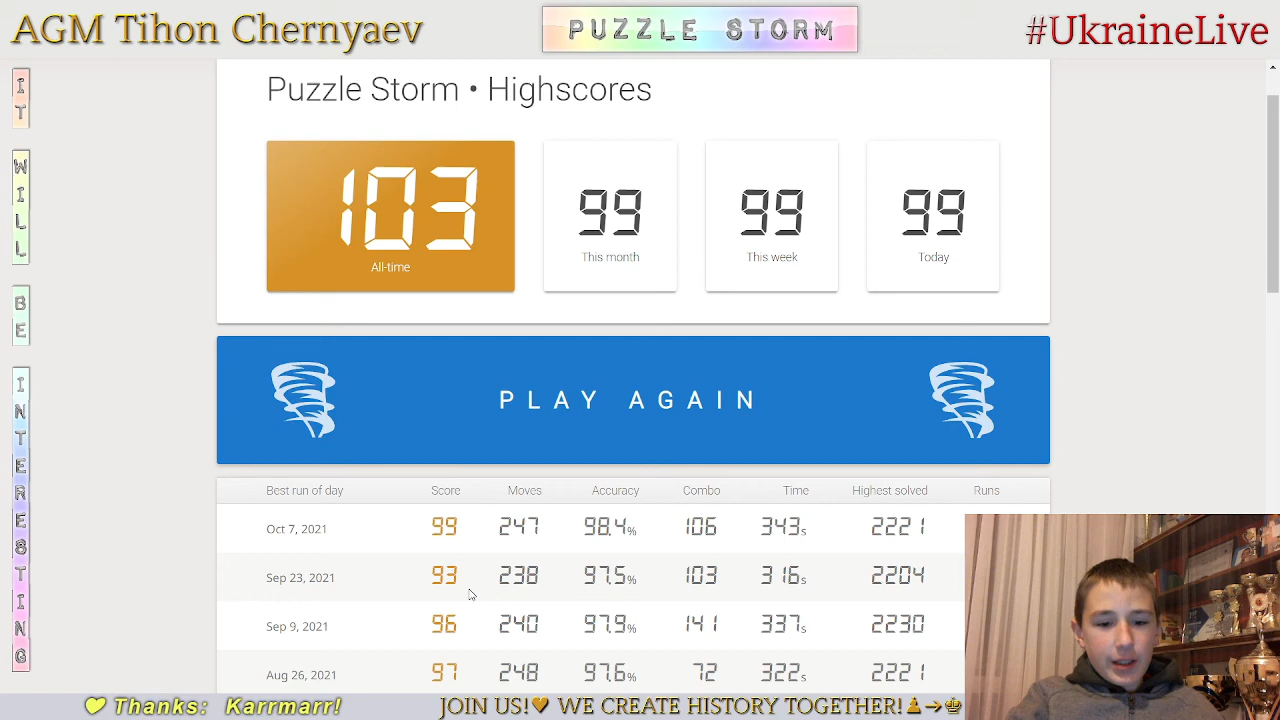 AGM Tihon Chernyaev
PUZZLE STORM
#UkraineLive
IT
WILL
BE
INTERESTING
Puzzle Storm • Highscores
103
All-time
99
This month
99
This week
99
Today
PLAY AGAIN
Best run of day Score Moves Accuracy Combo Time Highest solved Runs
Oct 7, 2021 99 247 98.4% 106 343s 2221
Sep 23, 2021 93 238 97.5% 103 316s 2204
Sep 9, 2021 96 240 97.9% 141 337s 2230
Aug 26, 2021 97 248 97.6% 72 322s 2221
Thanks: Karrmarr!
JOIN US!♥ WE CREATE HISTORY TOGETHER!♟→♚